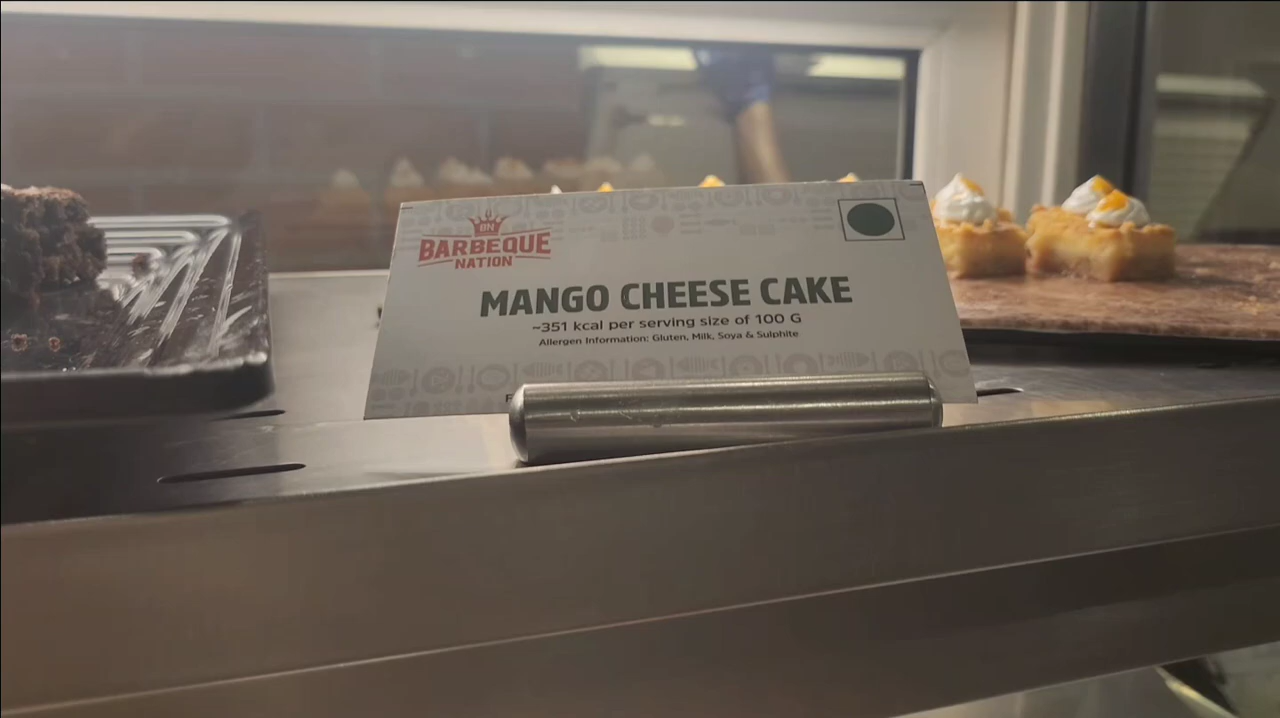 BN
BARBEQUE
NATION
MANGO CHEESE CAKE
~351 kcal per serving size of 100 G
Allergen Information: Gluten, Milk, Soya & Sulphite